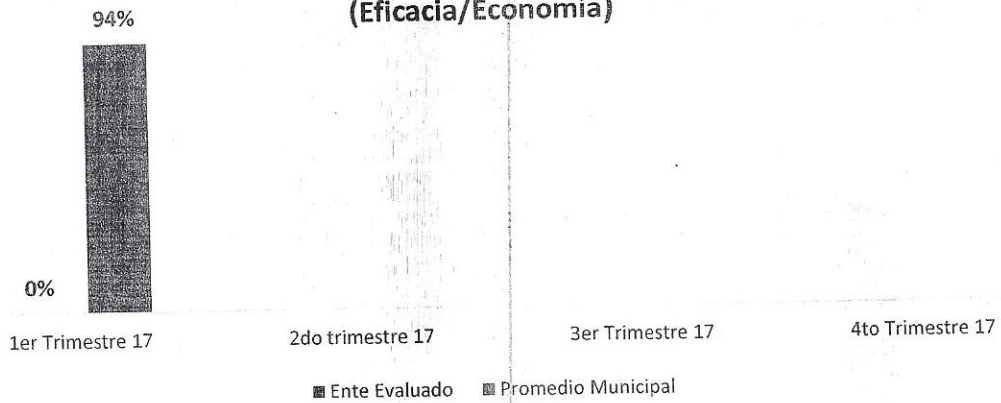 (Eficacia/Economía)
94%
0%
1er Trimestre 17 2do trimestre 17 3er Trimestre 17 4to Trimestre 17
Ente Evaluado Promedio Municipal